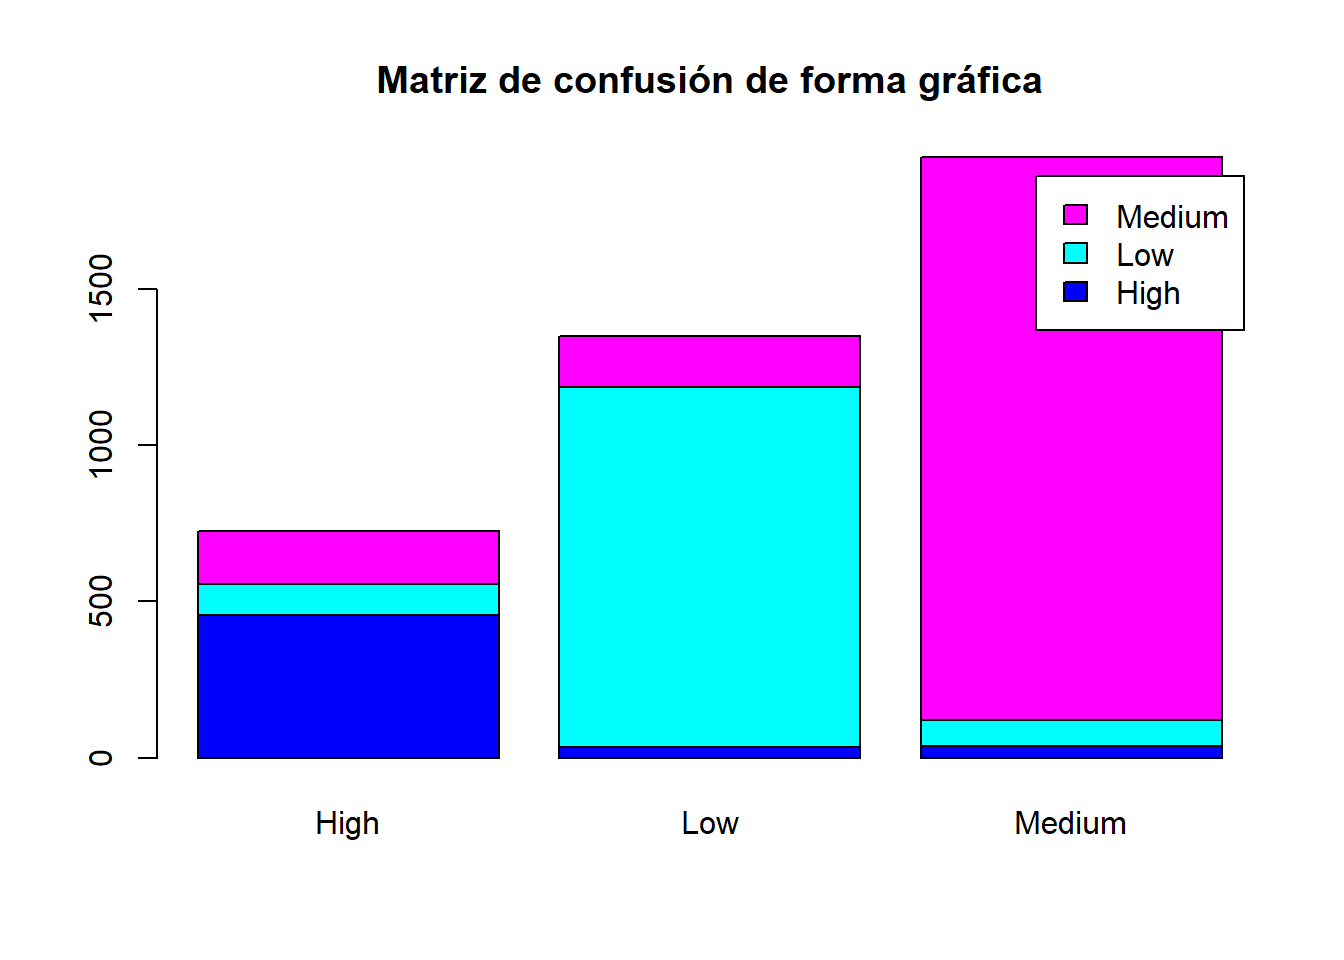 Matriz de confusión de forma gráfica
Medium
Low
High
1500
1000
500
0
High
Low
Medium